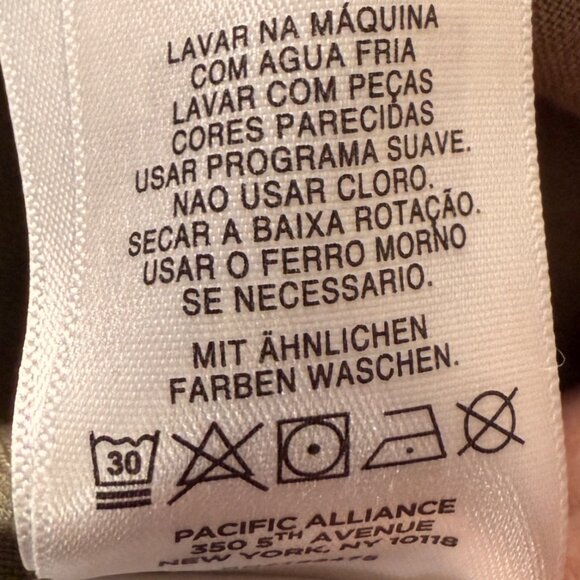 LAVAR NA MÁQUINA
COM AGUA FRIA
LAVAR COM PEÇAS
CORES PARECIDAS
USAR PROGRAMA SUAVE.
NAO USAR CLORO.
SECAR A BAIXA ROTAÇÃO.
USAR O FERRO MORNO
SE NECESSARIO.
MIT ÄHNLICHEN
FARBEN WASCHEN.
30
PACIFIC ALLIANCE
350 5TH AVENUE
NEW YORK, NY 10118